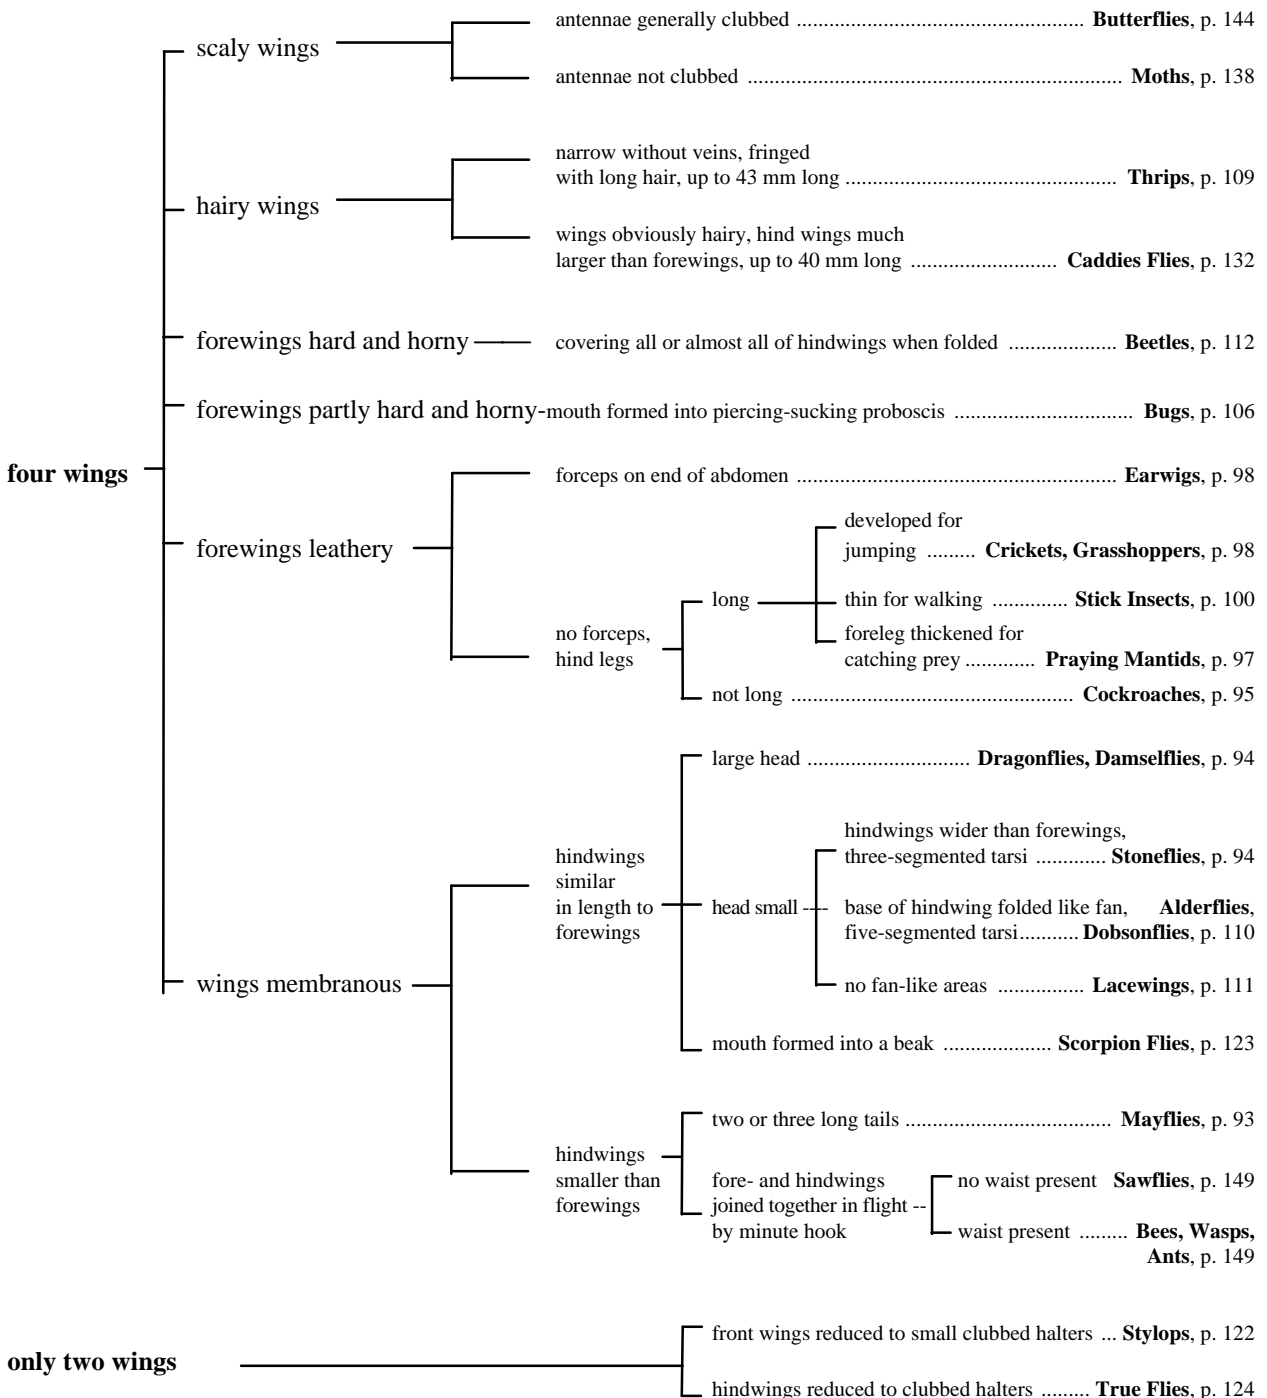 antennae generally clubbed ....................................................... Butterflies, p. 144
scaly wings
antennae not clubbed ....................................................................... Moths, p. 138
narrow without veins, fringed
with long hair, up to 43 mm long .................................................... Thrips, p. 109
hairy wings
wings obviously hairy, hind wings much
larger than forewings, up to 40 mm long ............................ Caddies Flies, p. 132
forewings hard and horny
covering all or almost all of hindwings when folded ..................... Beetles, p. 112
forewings partly hard and horny-mouth formed into piercing-sucking proboscis .................................. Bugs, p. 106
four wings
forceps on end of abdomen ............................................................. Earwigs, p. 98
forewings leathery
developed for
jumping ......... Crickets, Grasshoppers, p. 98
long
thin for walking .............. Stick Insects, p. 100
no forceps,
hind legs
foreleg thickened for
catching prey ............. Praying Mantids, p. 97
not long ...................................................... Cockroaches, p. 95
large head ............................... Dragonflies, Damselflies, p. 94
hindwings
similar
in length to
forewings
hindwings wider than forewings,
three-segmented tarsi ............. Stoneflies, p. 94
head small ----
base of hindwing folded like fan, Alderflies,
five-segmented tarsi........... Dobsonflies, p. 110
wings membranous
no fan-like areas ................ Lacewings, p. 111
mouth formed into a beak ..................... Scorpion Flies, p. 123
two or three long tails ....................................... Mayflies, p. 93
hindwings
smaller than
forewings
fore- and hindwings
joined together in flight --
by minute hook
no waist present Sawflies, p. 149
waist present ......... Bees, Wasps,
Ants, p. 149
front wings reduced to small clubbed halters ... Stylops, p. 122
only two wings
hindwings reduced to clubbed halters ......... True Flies, p. 124